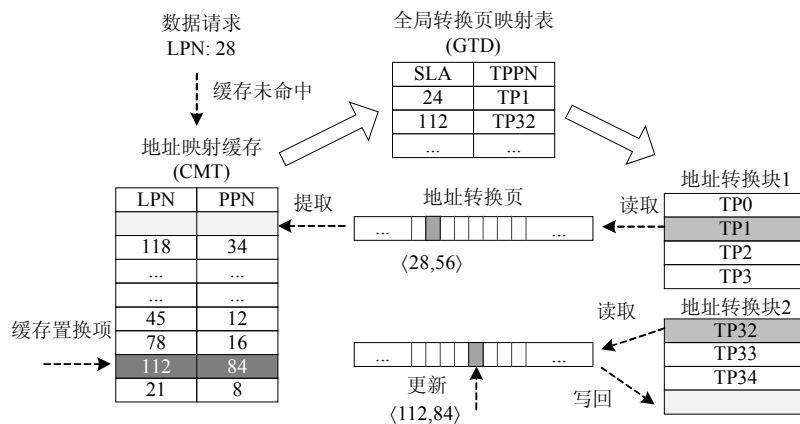 数据请求
LPN: 28
缓存未命中
全局转换页映射表
(GTD)
SLA TPPN
24 TP1
112 TP32
... ...
地址映射缓存
(CMT)
LPN PPN
118 34
... ...
... ...
45 12
78 16
112 84
21 8
缓存置换项
提取
地址转换页
... ...
⟨28,56⟩
读取
地址转换块1
TP0
TP1
TP2
TP3
地址转换块2
TP32
TP33
TP34
读取
... ...
更新
⟨112,84⟩
写回